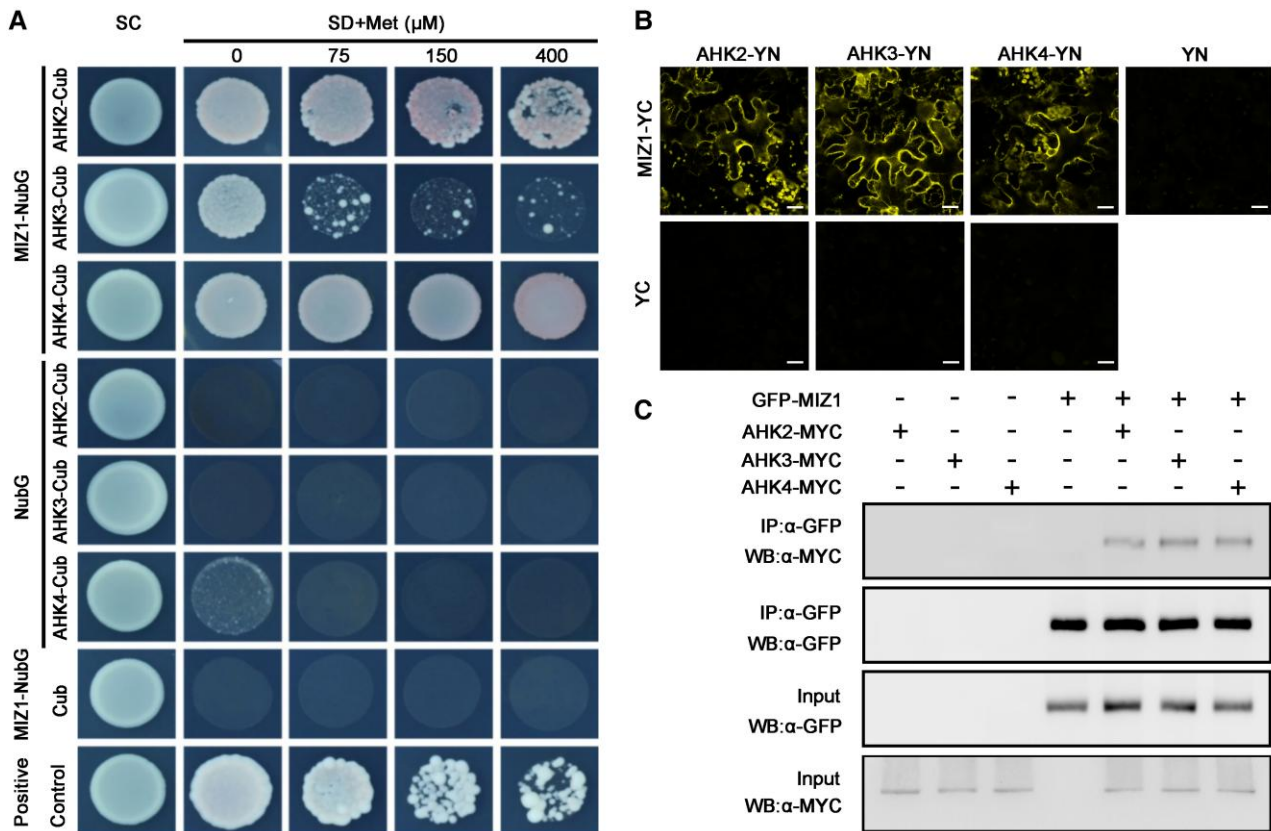 A
SC
SD+Met (μM)
0 75 150 400
MIZ1-NubG
AHK2-Cub
AHK3-Cub
AHK4-Cub
NubG
AHK2-Cub
AHK3-Cub
AHK4-Cub
MIZ1-NubG
Cub
Positive
Control
B
AHK2-YN AHK3-YN AHK4-YN YN
MIZ1-YC
YC
C
GFP-MIZ1 - - - + + + +
AHK2-MYC + - - - + - -
AHK3-MYC - + - - - + -
AHK4-MYC - - + - - - +
IP:α-GFP
WB:α-MYC
IP:α-GFP
WB:α-GFP
Input
WB:α-GFP
Input
WB:α-MYC